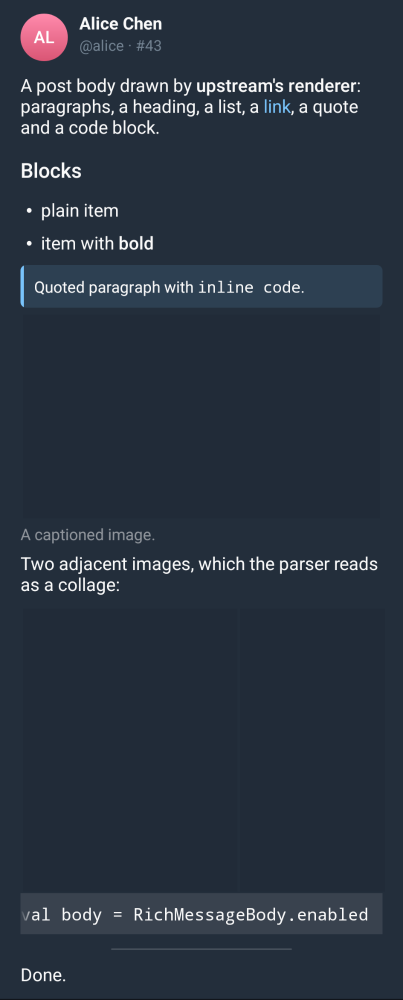 AL
Alice Chen
@alice · #43
A post body drawn by upstream's renderer:
paragraphs, a heading, a list, a link, a quote
and a code block.
Blocks
• plain item
• item with bold
Quoted paragraph with inline code.
A captioned image.
Two adjacent images, which the parser reads
as a collage:
val body = RichMessageBody.enabled
Done.